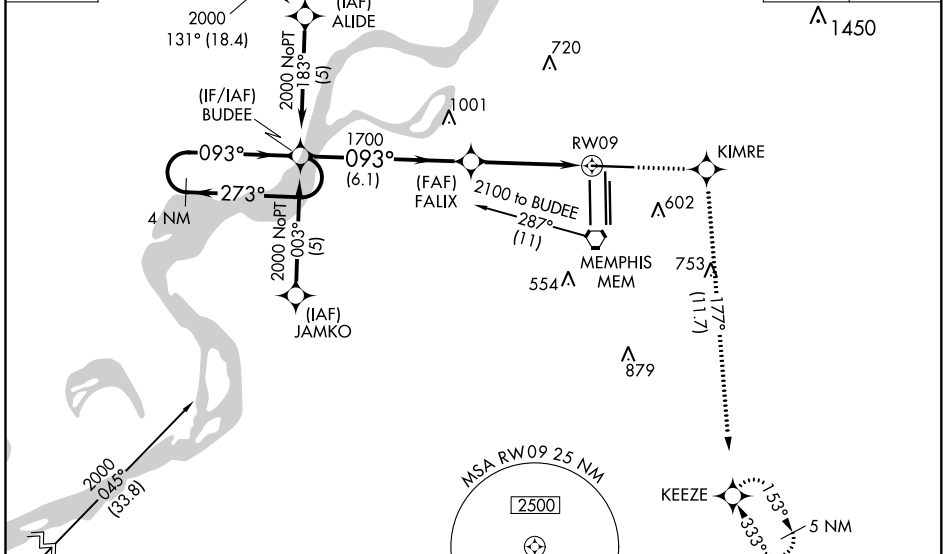 (IAF)
ALIDE
2000
131° (18.4)
1450
720
2000 NoPT
183°
(5)
(IF/IAF)
BUDEE
1001
1700
093°
093°
(6.1)
RW09
KIMRE
(FAF)
FALIX
273°
4 NM
2100 to BUDEE
287°
(11)
602
2000 NoPT
003°
(5)
MEMPHIS
MEM
554
753
177°
(11.7)
(IAF)
JAMKO
879
2000
045°
(33.8)
MSA RW09 25 NM
2500
KEEZE
153°
333°
5 NM